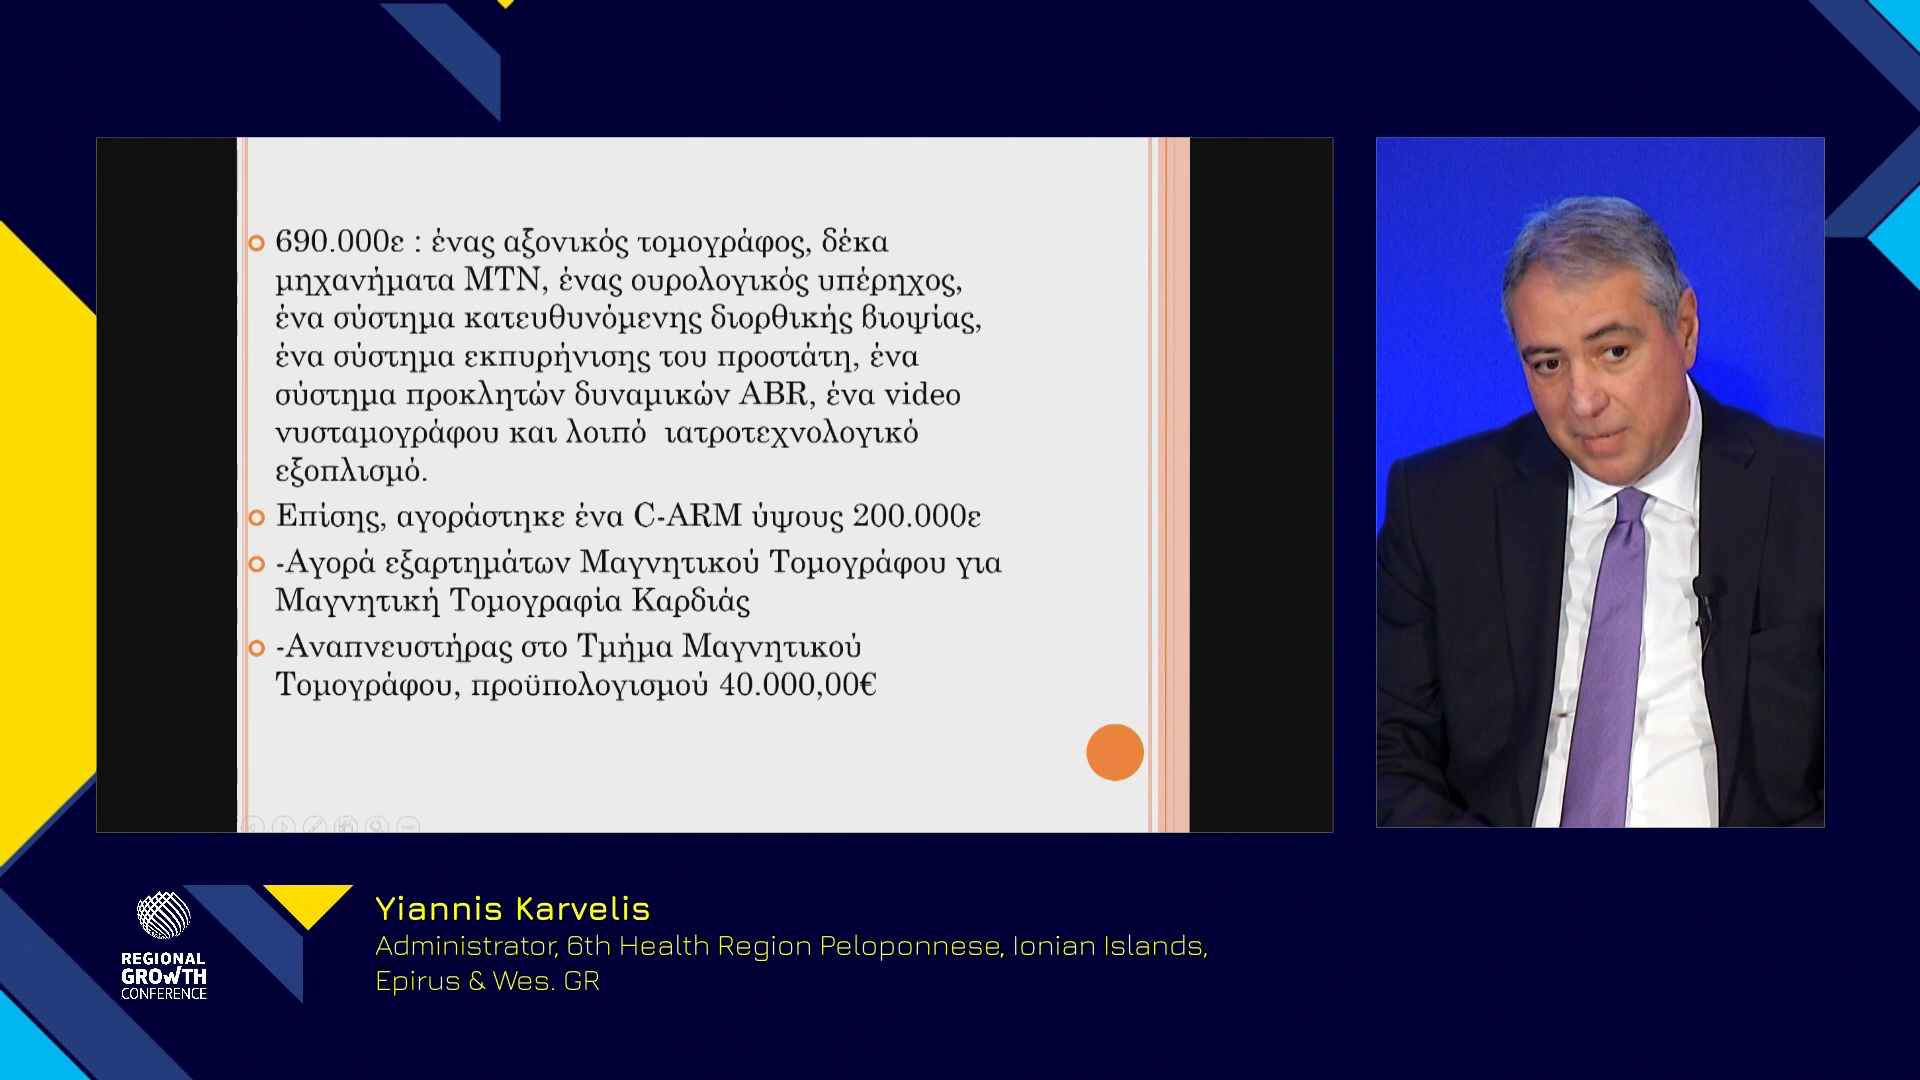 690.000ε : ένας αξονικός τομογράφος, δέκα
μηχανήματα ΜΤΝ, ένας ουρολογικός υπέρηχος,
ένα σύστημα κατευθυνόμενης διορθικής βιοψίας,
ένα σύστημα εκπυρήνισης του προστάτη, ένα
σύστημα προκλητών δυναμικών ABR, ένα video
νυσταμογράφου και λοιπό  ιατροτεχνολογικό
εξοπλισμό.
Επίσης, αγοράστηκε ένα C-ARM ύψους 200.000ε
-Αγορά εξαρτημάτων Μαγνητικού Τομογράφου για
Μαγνητική Τομογραφία Καρδιάς
-Αναπνευστήρας στο Τμήμα Μαγνητικού
Τομογράφου, προϋπολογισμού 40.000,00€
REGIONAL
GROWTH
CONFERENCE
Yiannis Karvelis
Administrator, 6th Health Region Peloponnese, Ionian Islands,
Epirus & Wes. GR